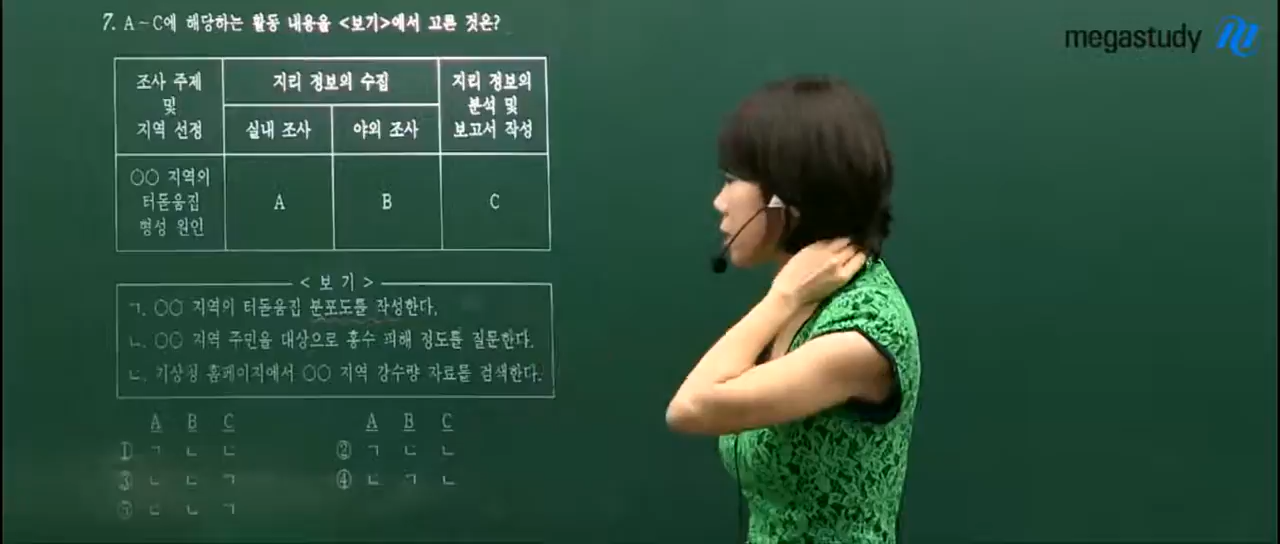 megastudy
7. A~C에 해당하는 활동 내용을 <보기>에서 고른 것은?
조사 주제 및 지역 선정
지리 정보의 수집
지리 정보의 분석 및 보고서 작성
실내 조사
야외 조사
○○ 지역의 터돋움집 형성 원인
A
B
C
<보기>
ㄱ. ○○ 지역의 터돋움집 분포도를 작성한다.
ㄴ. ○○ 지역 주민을 대상으로 홍수 피해 정도를 질문한다.
ㄷ. 기상청 홈페이지에서 ○○ 지역 강수량 자료를 검색한다.
A B C
A B C
① ㄱ ㄴ ㄷ
② ㄱ ㄷ ㄴ
③ ㄴ ㄷ ㄱ
④ ㄷ ㄱ ㄴ
⑤ ㄷ ㄴ ㄱ